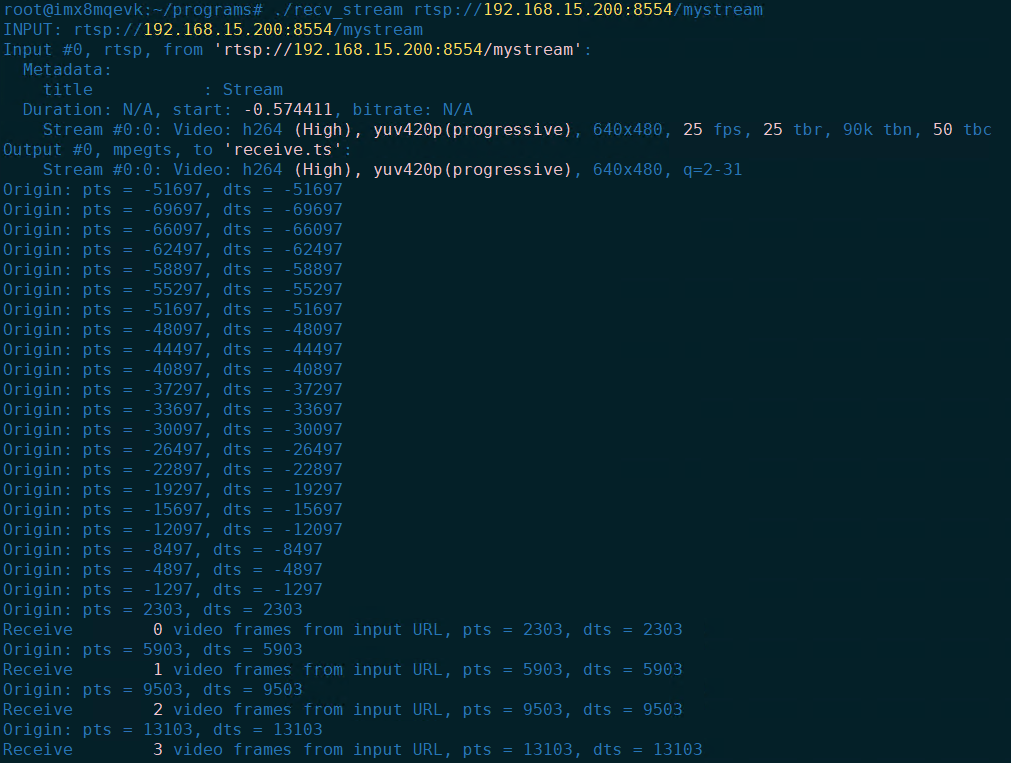 root@imx8mqevk:~/programs# ./recv_stream rtsp://192.168.15.200:8554/mystream
INPUT: rtsp://192.168.15.200:8554/mystream
Input #0, rtsp, from 'rtsp://192.168.15.200:8554/mystream':
  Metadata:
    title           : Stream
  Duration: N/A, start: -0.574411, bitrate: N/A
    Stream #0:0: Video: h264 (High), yuv420p(progressive), 640x480, 25 fps, 25 tbr, 90k tbn, 50 tbc
Output #0, mpegts, to 'receive.ts':
    Stream #0:0: Video: h264 (High), yuv420p(progressive), 640x480, q=2-31
Origin: pts = -51697, dts = -51697
Origin: pts = -69697, dts = -69697
Origin: pts = -66097, dts = -66097
Origin: pts = -62497, dts = -62497
Origin: pts = -58897, dts = -58897
Origin: pts = -55297, dts = -55297
Origin: pts = -51697, dts = -51697
Origin: pts = -48097, dts = -48097
Origin: pts = -44497, dts = -44497
Origin: pts = -40897, dts = -40897
Origin: pts = -37297, dts = -37297
Origin: pts = -33697, dts = -33697
Origin: pts = -30097, dts = -30097
Origin: pts = -26497, dts = -26497
Origin: pts = -22897, dts = -22897
Origin: pts = -19297, dts = -19297
Origin: pts = -15697, dts = -15697
Origin: pts = -12097, dts = -12097
Origin: pts = -8497, dts = -8497
Origin: pts = -4897, dts = -4897
Origin: pts = -1297, dts = -1297
Origin: pts = 2303, dts = 2303
Receive        0 video frames from input URL, pts = 2303, dts = 2303
Origin: pts = 5903, dts = 5903
Receive        1 video frames from input URL, pts = 5903, dts = 5903
Origin: pts = 9503, dts = 9503
Receive        2 video frames from input URL, pts = 9503, dts = 9503
Origin: pts = 13103, dts = 13103
Receive        3 video frames from input URL, pts = 13103, dts = 13103